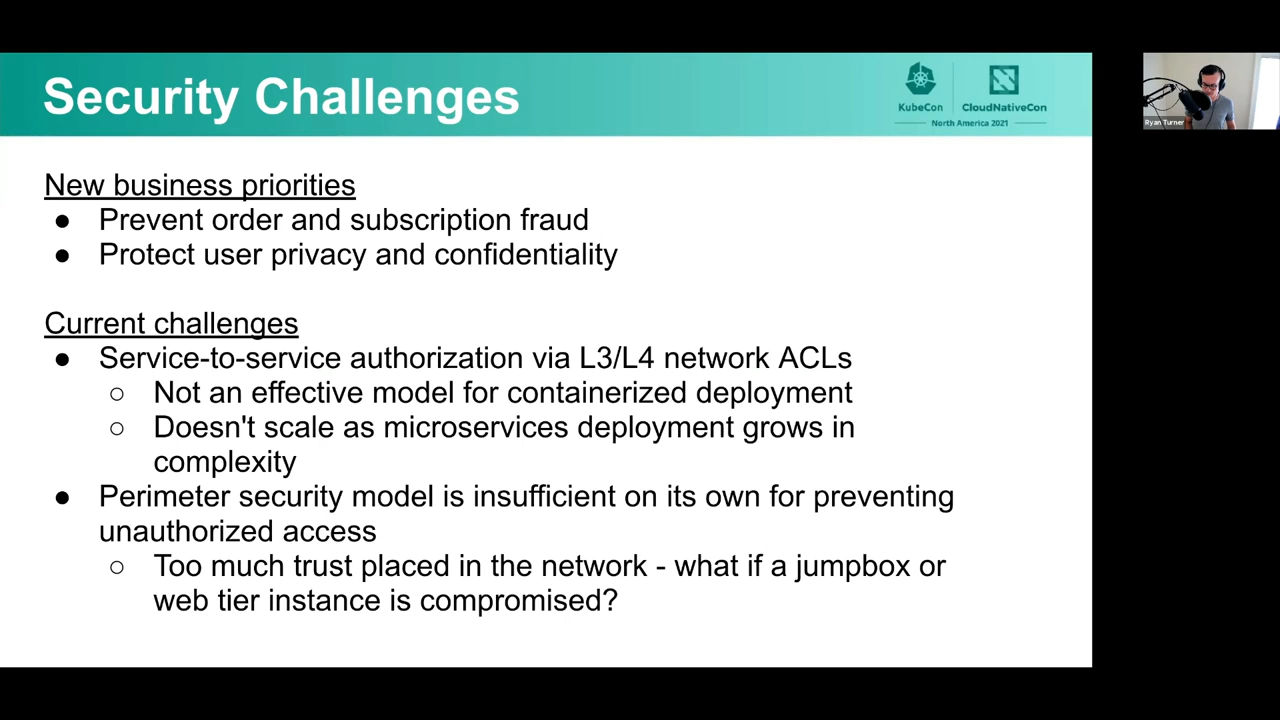 Security Challenges
KubeCon
CloudNativeCon
North America 2021
Ryan Turner
New business priorities
● Prevent order and subscription fraud
● Protect user privacy and confidentiality
Current challenges
● Service-to-service authorization via L3/L4 network ACLs
○ Not an effective model for containerized deployment
○ Doesn't scale as microservices deployment grows in
complexity
● Perimeter security model is insufficient on its own for preventing
unauthorized access
○ Too much trust placed in the network - what if a jumpbox or
web tier instance is compromised?